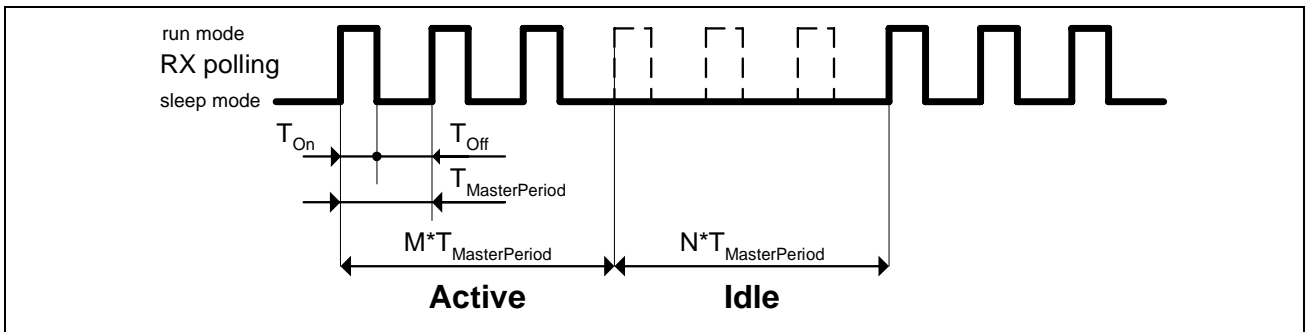 run mode
RX polling
sleep mode
TOn
TOff
TMasterPeriod
M*TMasterPeriod
N*TMasterPeriod
Active
Idle